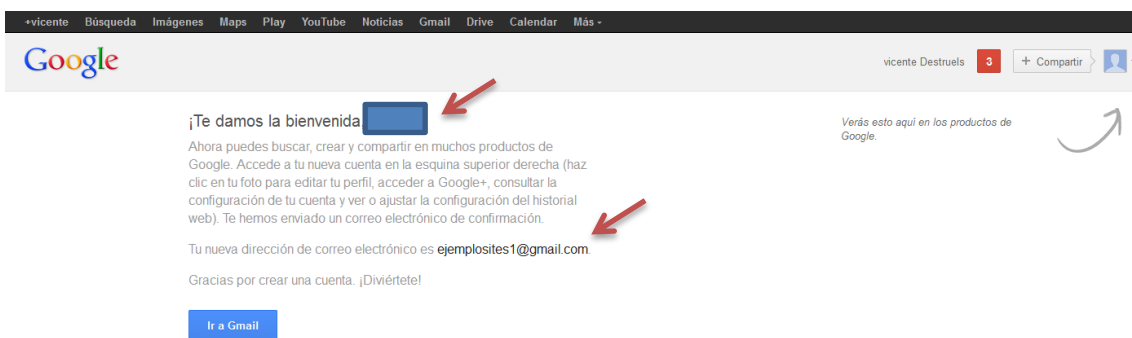 +vicente Búsqueda Imágenes Maps Play YouTube Noticias Gmail Drive Calendar Más
Google
vicente Destruels 3 + Compartir
¡Te damos la bienvenida
Ahora puedes buscar, crear y compartir en muchos productos de
Google. Accede a tu nueva cuenta en la esquina superior derecha (haz
clic en tu foto para editar tu perfil, acceder a Google+, consultar la
configuración de tu cuenta y ver o ajustar la configuración del historial
web). Te hemos enviado un correo electrónico de confirmación.
Tu nueva dirección de correo electrónico es ejemplosites1@gmail.com.
Gracias por crear una cuenta. ¡Diviértete!
Ir a Gmail
Verás esto aquí en los productos de
Google.